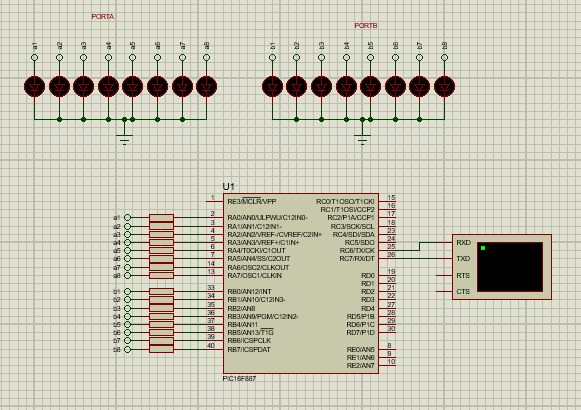 PORTA
PORTB
a1 a2 a3 a4 a5 a6 a7 a8
b1 b2 b3 b4 b5 b6 b7 b8
U1
1 RE3/MCLR/VPP RC0/T1OSO/T1CKI 15
RC1/T1OSI/CCP2 16
a1 2 RA0/AN0/ULPWU/C12IN0- RC2/P1A/CCP1 17
a2 3 RA1/AN1/C12IN1- RC3/SCK/SCL 18
a3 4 RA2/AN2/VREF-/CVREF/C2IN+ RC4/SDI/SDA 23
a4 5 RA3/AN3/VREF+/C1IN+ RC5/SDO 24
a5 6 RA4/T0CKI/C1OUT RC6/TX/CK 25
a6 7 RA5/AN4/SS/C2OUT RC7/RX/DT 26
a7 14 RA6/OSC2/CLKOUT
a8 13 RA7/OSC1/CLKIN RD0 19
RD1 20
b1 33 RB0/AN12/INT RD2 21
b2 34 RB1/AN10/C12IN3- RD3 22
b3 35 RB2/AN8 RD4 27
b4 36 RB3/AN9/PGM/C12IN2- RD5/P1B 28
b5 37 RB4/AN11 RD6/P1C 29
b6 38 RB5/AN13/T1G RD7/P1D 30
b7 39 RB6/ICSPCLK
b8 40 RB7/ICSPDAT RE0/AN5 8
RE1/AN6 9
RE2/AN7 10
PIC16F887
RXD
TXD
RTS
CTS